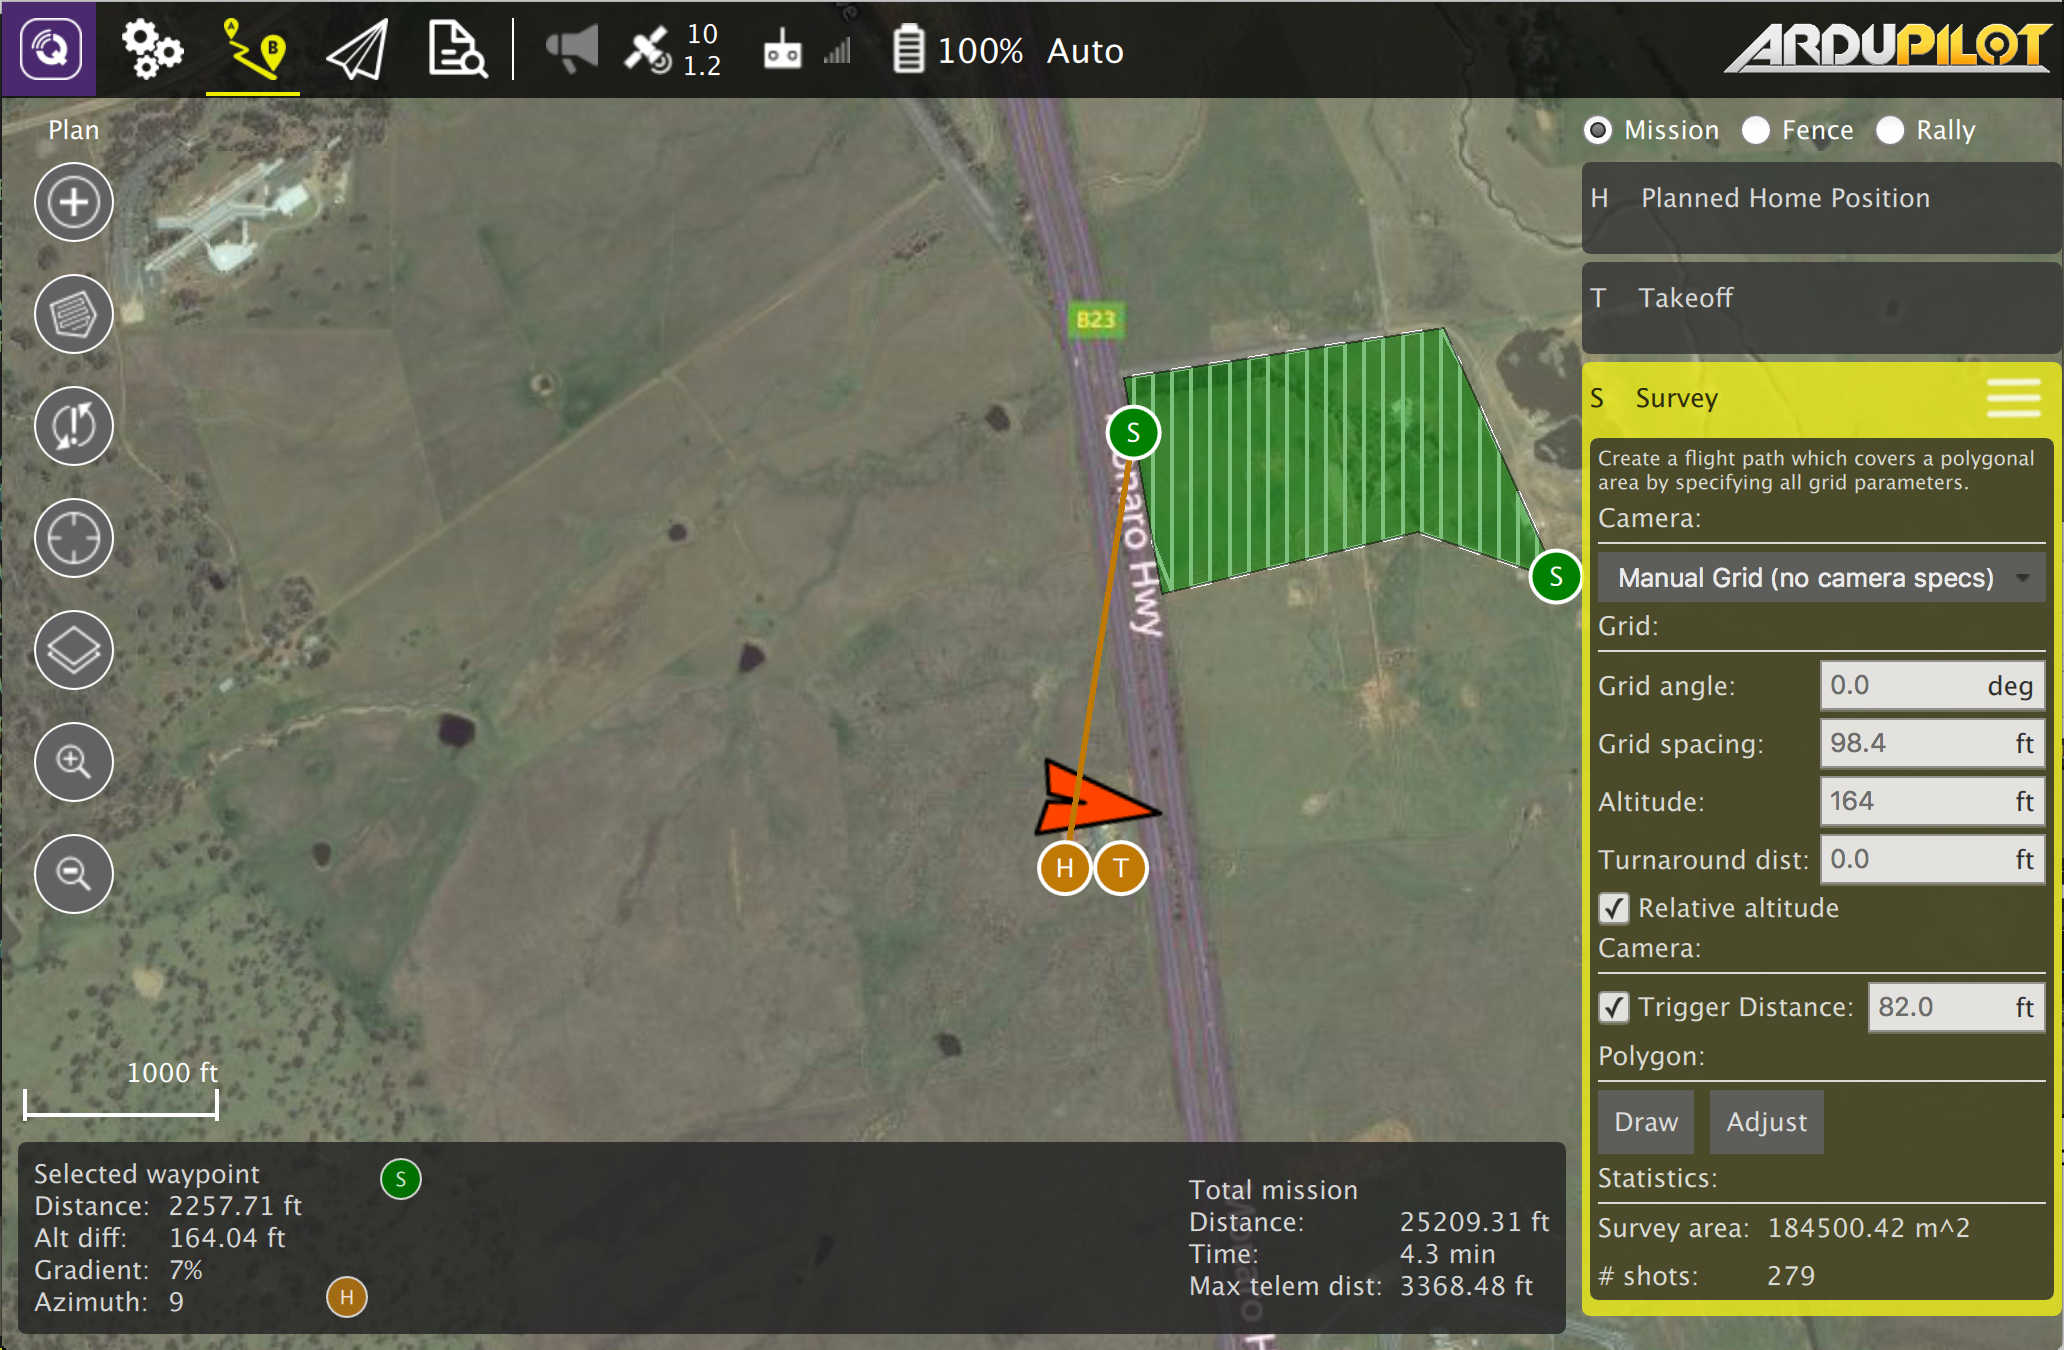 10
1.2
100% Auto
ARDUPILOT
Plan
Mission Fence Rally
H Planned Home Position
T Takeoff
S Survey
Create a flight path which covers a polygonal
area by specifying all grid parameters.
Camera:
Manual Grid (no camera specs)
Grid:
Grid angle: 0.0 deg
Grid spacing: 98.4 ft
Altitude: 164 ft
Turnaround dist: 0.0 ft
Relative altitude
Camera:
Trigger Distance: 82.0 ft
Polygon:
Draw Adjust
Statistics:
Survey area: 184500.42 m^2
# shots: 279
B23
S
S
Hwy
H T
1000 ft
Selected waypoint
Distance: 2257.71 ft
Alt diff: 164.04 ft
Gradient: 7%
Azimuth: 9
S
H
Total mission
Distance: 25209.31 ft
Time: 4.3 min
Max telem dist: 3368.48 ft